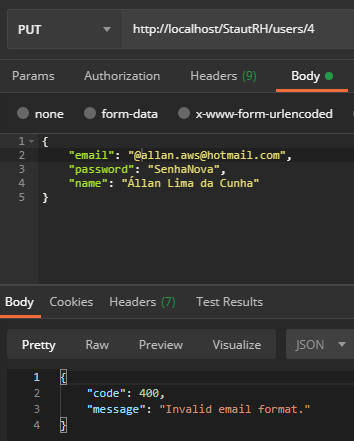 PUT http://localhost/StautRH/users/4
Params Authorization Headers (9) Body
none form-data x-www-form-urlencoded
1 {
2 "email": "@allan.aws@hotmail.com",
3 "password": "SenhaNova",
4 "name": "Állan Lima da Cunha"
5 }
Body Cookies Headers (7) Test Results
Pretty Raw Preview Visualize JSON
1 {
2 "code": 400,
3 "message": "Invalid email format."
4 }